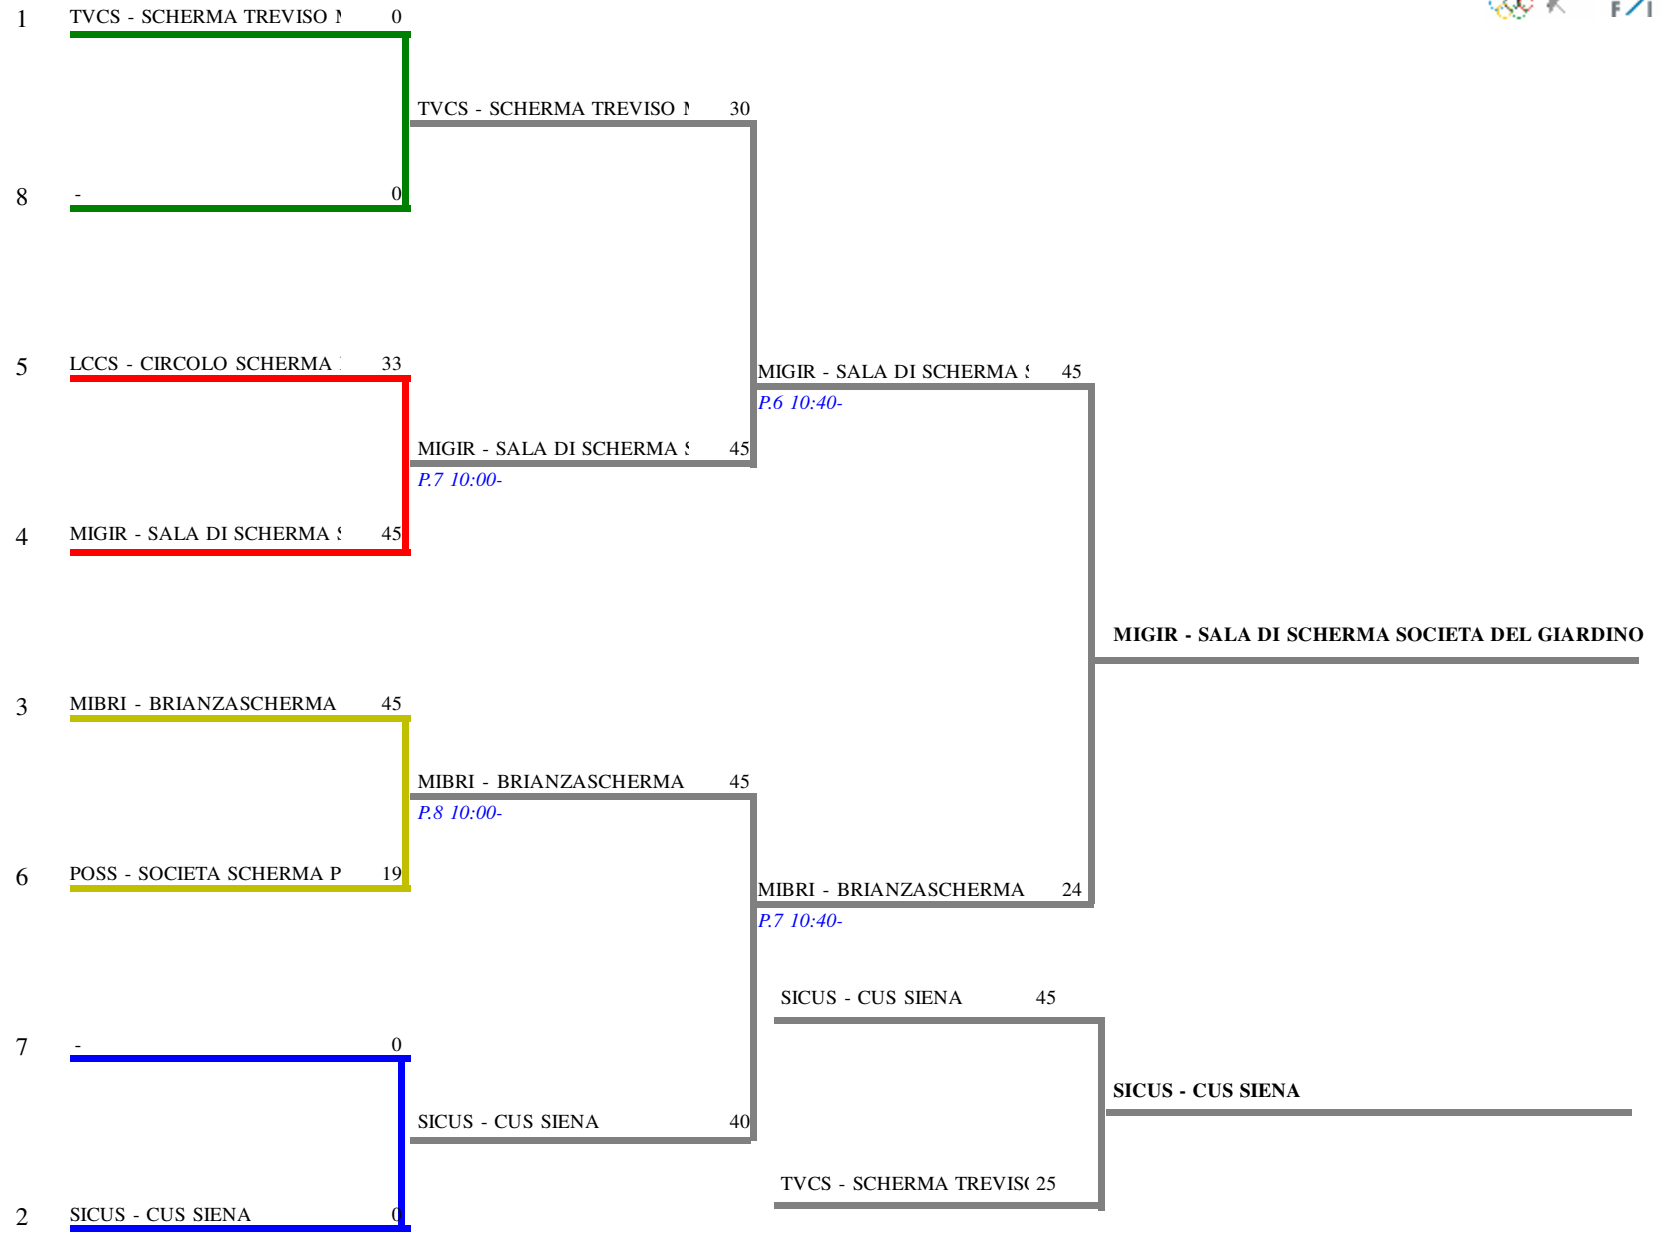 1 TVCS - SCHERMA TREVISO 0
TVCS - SCHERMA TREVISO 30
8 - 0
5 LCCS - CIRCOLO SCHERMA 33
MIGIR - SALA DI SCHERMA 45
P.6 10:40-
MIGIR - SALA DI SCHERMA 45
P.7 10:00-
4 MIGIR - SALA DI SCHERMA 45
MIGIR - SALA DI SCHERMA SOCIETA DEL GIARDINO
3 MIBRI - BRIANZASCHERMA 45
MIBRI - BRIANZASCHERMA 45
P.8 10:00-
6 POSS - SOCIETA SCHERMA P 19
MIBRI - BRIANZASCHERMA 24
P.7 10:40-
SICUS - CUS SIENA 45
7 - 0
SICUS - CUS SIENA
SICUS - CUS SIENA 40
TVCS - SCHERMA TREVISO 25
2 SICUS - CUS SIENA 0